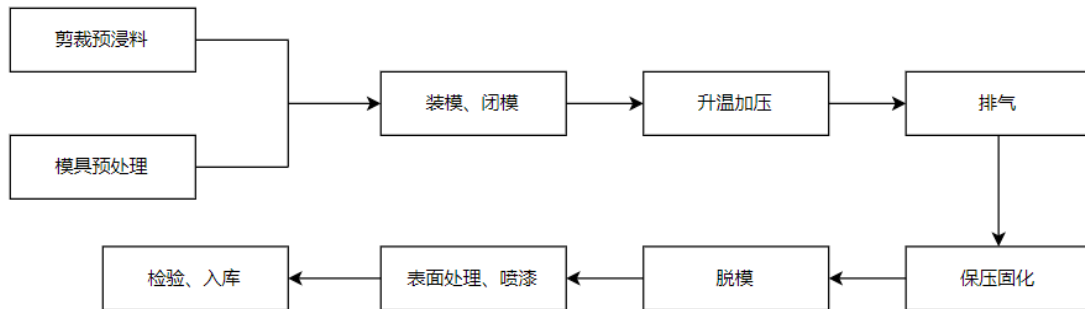 剪裁预浸料
模具预处理
装模、闭模
升温加压
排气
保压固化
脱模
表面处理、喷漆
检验、入库